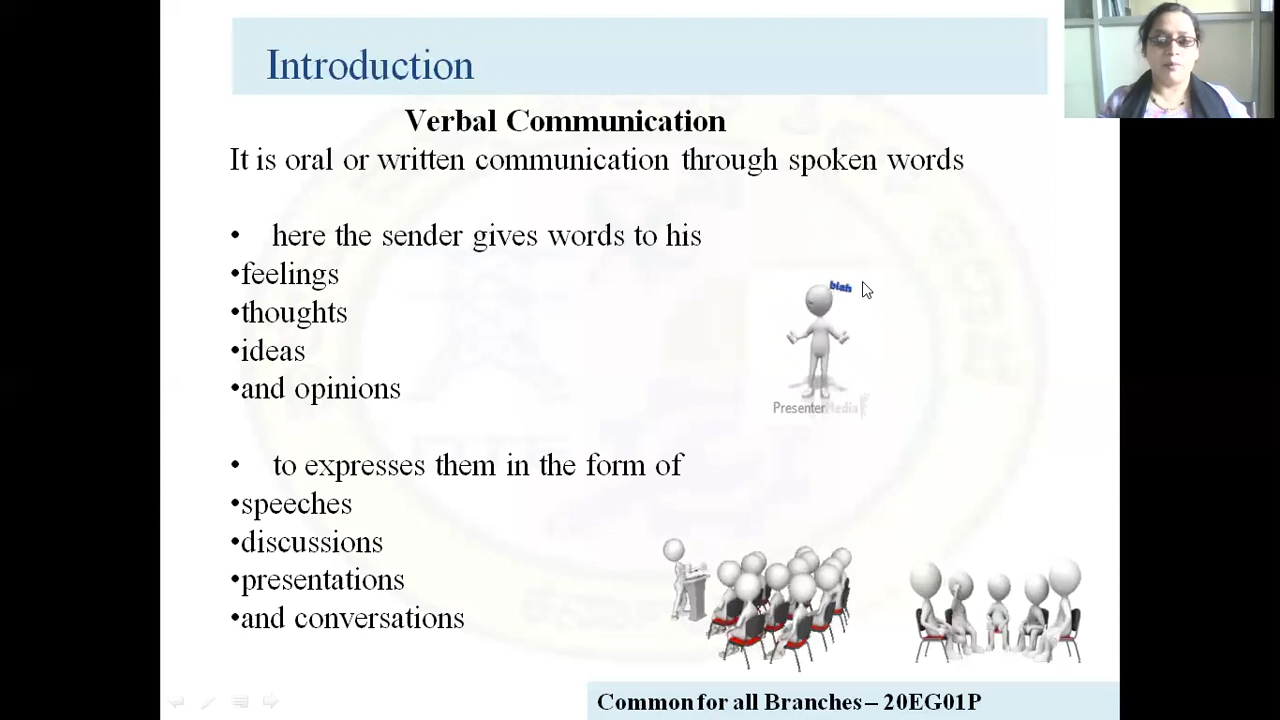 Introduction
Verbal Communication
It is oral or written communication through spoken words
• here the sender gives words to his
•feelings
•thoughts
•ideas
•and opinions
blah
PresenterMedia
• to expresses them in the form of
•speeches
•discussions
•presentations
•and conversations
Common for all Branches – 20EG01P